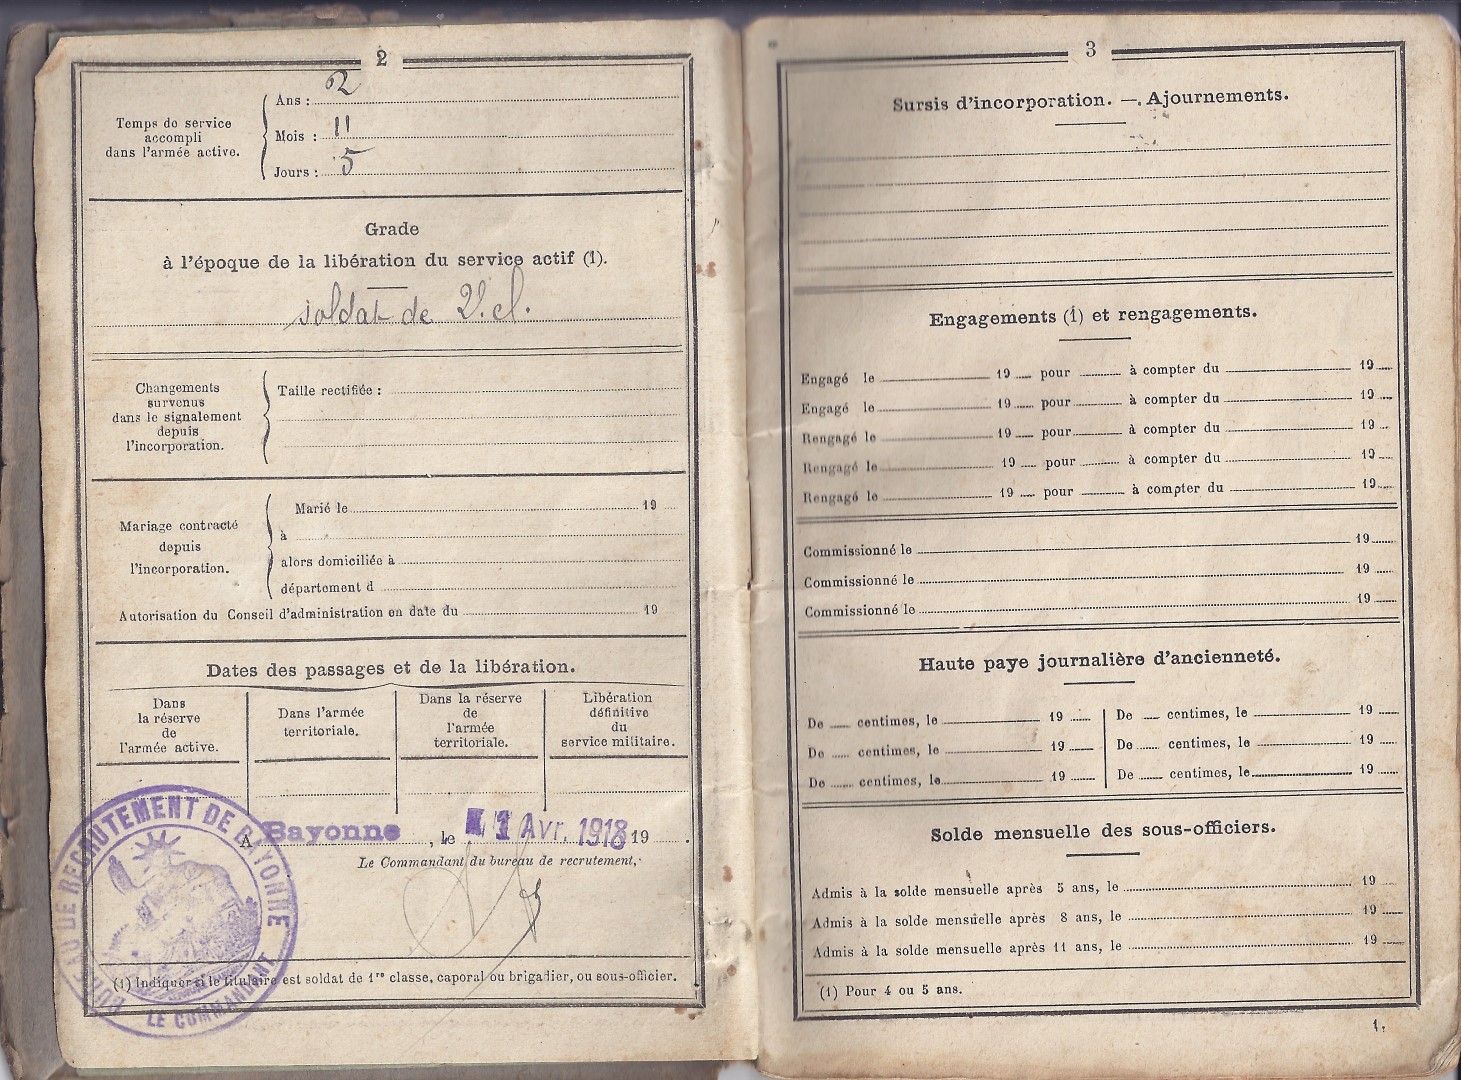 2
Temps de service
accompli
dans l'armée active.
Ans : 2
Mois : 11
Jours : 5
Grade
à l'époque de la libération du service actif (1).
soldat de 2e cl.
Changements
survenus
dans le signalement
depuis
l'incorporation.
Taille rectifiée :
Mariage contracté
depuis
l'incorporation.
Marié le 19
à
alors domiciliée à
département d
Autorisation du Conseil d'administration en date du 19
Dates des passages et de la libération.
Dans
la réserve
de
l'armée active.
Dans l'armée
territoriale.
Dans la réserve
de
l'armée
territoriale.
Libération
définitive
du
service militaire.
A Bayonne, le 1 Avr. 1918 19
Le Commandant du bureau de recrutement,
BUREAU DE RECRUTEMENT DE BAYONNE
LE COMMANDANT
(1) Indiquer si le titulaire est soldat de 1re classe, caporal ou brigadier, ou sous-officier.
3
Sursis d'incorporation. — Ajournements.
Engagements (1) et rengagements.
Engagé le 19 pour à compter du 19
Engagé le 19 pour à compter du 19
Rengagé le 19 pour à compter du 19
Rengagé le 19 pour à compter du 19
Rengagé le 19 pour à compter du 19
Commissionné le 19
Commissionné le 19
Commissionné le 19
Haute paye journalière d'ancienneté.
De centimes, le 19 De centimes, le 19
De centimes, le 19 De centimes, le 19
De centimes, le 19 De centimes, le 19
Solde mensuelle des sous-officiers.
Admis à la solde mensuelle après 5 ans, le 19
Admis à la solde mensuelle après 8 ans, le 19
Admis à la solde mensuelle après 11 ans, le 19
(1) Pour 4 ou 5 ans.
1.